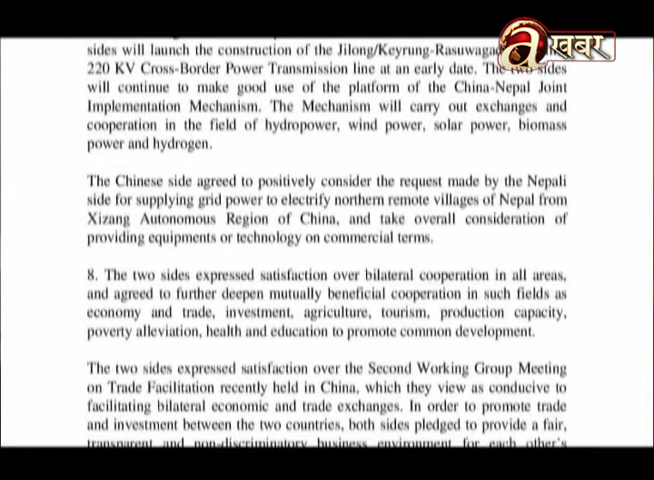 a खबर
sides will launch the construction of the Jilong/Keyrung-Rasuwagad
220 KV Cross-Border Power Transmission line at an early date. The two sides
will continue to make good use of the platform of the China-Nepal Joint
Implementation Mechanism. The Mechanism will carry out exchanges and
cooperation in the field of hydropower, wind power, solar power, biomass
power and hydrogen.
The Chinese side agreed to positively consider the request made by the Nepali
side for supplying grid power to electrify northern remote villages of Nepal from
Xizang Autonomous Region of China, and take overall consideration of
providing equipments or technology on commercial terms.
8. The two sides expressed satisfaction over bilateral cooperation in all areas,
and agreed to further deepen mutually beneficial cooperation in such fields as
economy and trade, investment, agriculture, tourism, production capacity,
poverty alleviation, health and education to promote common development.
The two sides expressed satisfaction over the Second Working Group Meeting
on Trade Facilitation recently held in China, which they view as conducive to
facilitating bilateral economic and trade exchanges. In order to promote trade
and investment between the two countries, both sides pledged to provide a fair,
transparent and non-discriminatory business environment for each other's